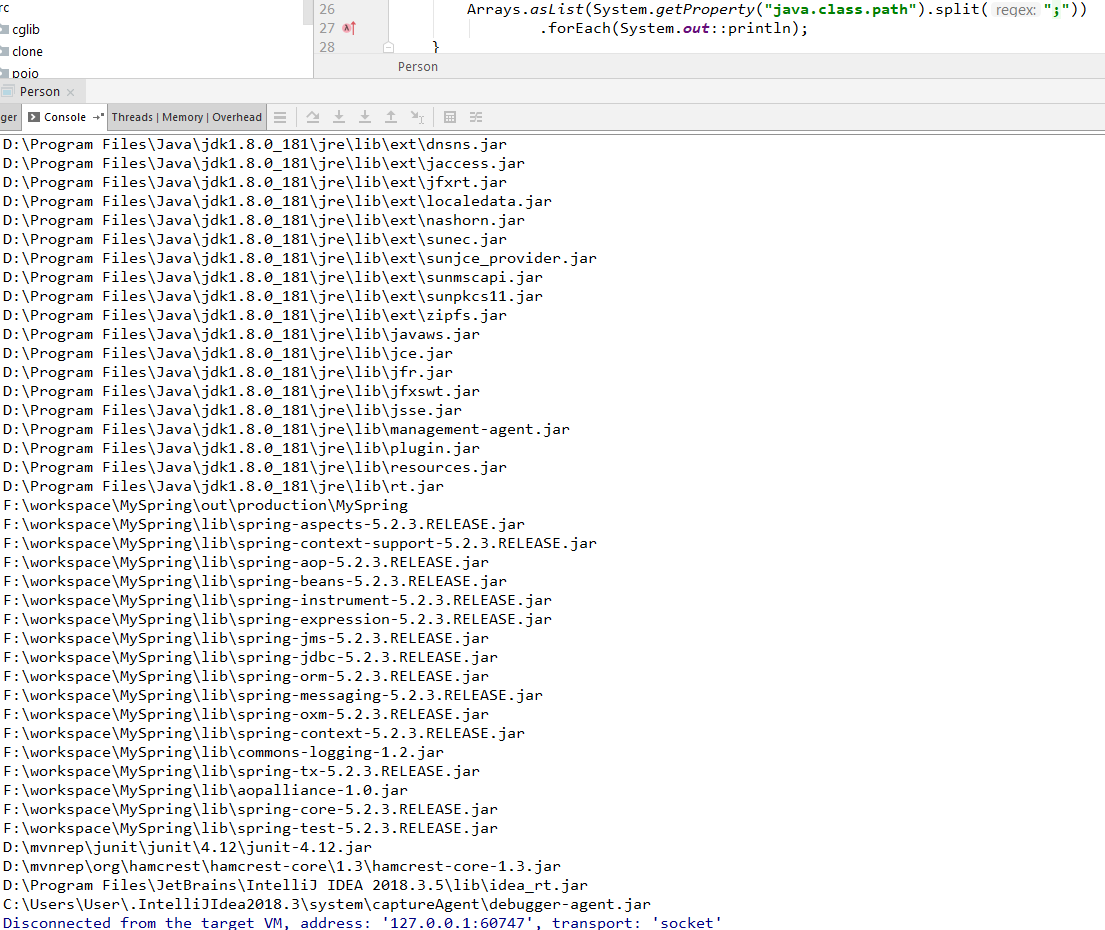 rc
cglib
clone
pojo
26 Arrays.asList(System.getProperty("java.class.path").split( regex: ";"))
27 .forEach(System.out::println);
28 }
Person
Person
ger Console Threads | Memory | Overhead
D:\Program Files\Java\jdk1.8.0_181\jre\lib\ext\dnsns.jar
D:\Program Files\Java\jdk1.8.0_181\jre\lib\ext\jaccess.jar
D:\Program Files\Java\jdk1.8.0_181\jre\lib\ext\jfxrt.jar
D:\Program Files\Java\jdk1.8.0_181\jre\lib\ext\localedata.jar
D:\Program Files\Java\jdk1.8.0_181\jre\lib\ext\nashorn.jar
D:\Program Files\Java\jdk1.8.0_181\jre\lib\ext\sunec.jar
D:\Program Files\Java\jdk1.8.0_181\jre\lib\ext\sunjce_provider.jar
D:\Program Files\Java\jdk1.8.0_181\jre\lib\ext\sunmscapi.jar
D:\Program Files\Java\jdk1.8.0_181\jre\lib\ext\sunpkcs11.jar
D:\Program Files\Java\jdk1.8.0_181\jre\lib\ext\zipfs.jar
D:\Program Files\Java\jdk1.8.0_181\jre\lib\javaws.jar
D:\Program Files\Java\jdk1.8.0_181\jre\lib\jce.jar
D:\Program Files\Java\jdk1.8.0_181\jre\lib\jfr.jar
D:\Program Files\Java\jdk1.8.0_181\jre\lib\jfxswt.jar
D:\Program Files\Java\jdk1.8.0_181\jre\lib\jsse.jar
D:\Program Files\Java\jdk1.8.0_181\jre\lib\management-agent.jar
D:\Program Files\Java\jdk1.8.0_181\jre\lib\plugin.jar
D:\Program Files\Java\jdk1.8.0_181\jre\lib\resources.jar
D:\Program Files\Java\jdk1.8.0_181\jre\lib\rt.jar
F:\workspace\MySpring\out\production\MySpring
F:\workspace\MySpring\lib\spring-aspects-5.2.3.RELEASE.jar
F:\workspace\MySpring\lib\spring-context-support-5.2.3.RELEASE.jar
F:\workspace\MySpring\lib\spring-aop-5.2.3.RELEASE.jar
F:\workspace\MySpring\lib\spring-beans-5.2.3.RELEASE.jar
F:\workspace\MySpring\lib\spring-instrument-5.2.3.RELEASE.jar
F:\workspace\MySpring\lib\spring-expression-5.2.3.RELEASE.jar
F:\workspace\MySpring\lib\spring-jms-5.2.3.RELEASE.jar
F:\workspace\MySpring\lib\spring-jdbc-5.2.3.RELEASE.jar
F:\workspace\MySpring\lib\spring-orm-5.2.3.RELEASE.jar
F:\workspace\MySpring\lib\spring-messaging-5.2.3.RELEASE.jar
F:\workspace\MySpring\lib\spring-oxm-5.2.3.RELEASE.jar
F:\workspace\MySpring\lib\spring-context-5.2.3.RELEASE.jar
F:\workspace\MySpring\lib\commons-logging-1.2.jar
F:\workspace\MySpring\lib\spring-tx-5.2.3.RELEASE.jar
F:\workspace\MySpring\lib\aopalliance-1.0.jar
F:\workspace\MySpring\lib\spring-core-5.2.3.RELEASE.jar
F:\workspace\MySpring\lib\spring-test-5.2.3.RELEASE.jar
D:\mvnrep\junit\junit\4.12\junit-4.12.jar
D:\mvnrep\org\hamcrest\hamcrest-core\1.3\hamcrest-core-1.3.jar
D:\Program Files\JetBrains\IntelliJ IDEA 2018.3.5\lib\idea_rt.jar
C:\Users\User\.IntelliJIdea2018.3\system\captureAgent\debugger-agent.jar
Disconnected from the target VM, address: '127.0.0.1:60747', transport: 'socket'